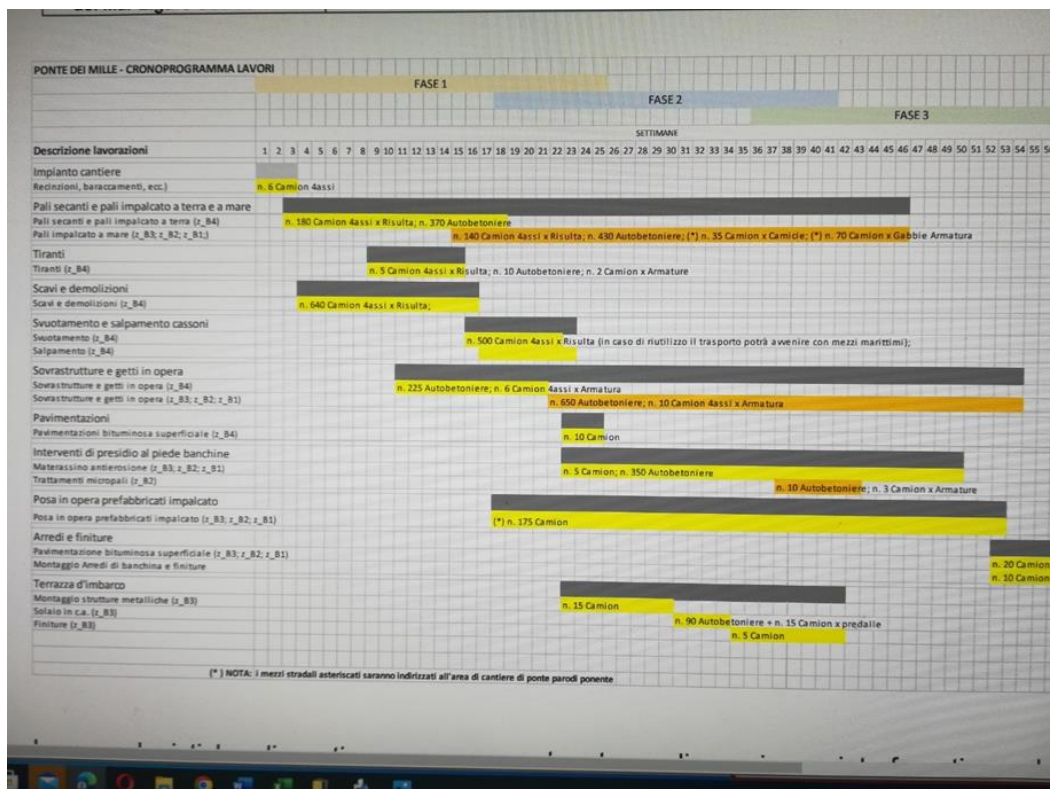 PONTE DEI MILLE - CRONOPROGRAMMA LAVORI
FASE 1
FASE 2
FASE 3
SETTIMANE
Descrizione lavorazioni 1 2 3 4 5 6 7 8 9 10 11 12 13 14 15 16 17 18 19 20 21 22 23 24 25 26 27 28 29 30 31 32 33 34 35 36 37 38 39 40 41 42 43 44 45 46 47 48 49 50 51 52 53 54 55
Impianto cantiere
Recinzioni, baraccamenti, ecc.) n. 6 Camion 4assi
Pali secanti e pali impalcato a terra e a mare
Pali secanti e pali impalcato a terra (z_B4) n. 180 Camion 4assi x Risulta; n. 370 Autobetoniere
Pali impalcato a mare (z_B3; z_B2; z_B1;) n. 140 Camion 4assi x Risulta; n. 430 Autobetoniere; (*) n. 35 Camion x Camicie; (*) n. 70 Camion x Gabbie Armatura
Tiranti
Tiranti (z_B4) n. 5 Camion 4assi x Risulta; n. 10 Autobetoniere; n. 2 Camion x Armature
Scavi e demolizioni
Scavi e demolizioni (z_B4) n. 640 Camion 4assi x Risulta;
Svuotamento e salpamento cassoni
Svuotamento (z_B4) n. 500 Camion 4assi x Risulta (in caso di riutilizzo il trasporto potrà avvenire con mezzi marittimi);
Salpamento (z_B4)
Sovrastrutture e getti in opera
Sovrastrutture e getti in opera (z_B4) n. 225 Autobetoniere; n. 6 Camion 4assi x Armatura
Sovrastrutture e getti in opera (z_B3; z_B2; z_B1) n. 650 Autobetoniere; n. 10 Camion 4assi x Armatura
Pavimentazioni
Pavimentazioni bituminosa superficiale (z_B4) n. 10 Camion
Interventi di presidio al piede banchine
Materassino antierosione (z_B3; z_B2; z_B1) n. 5 Camion; n. 350 Autobetoniere
Trattamenti micropali (z_B2) n. 10 Autobetoniere; n. 3 Camion x Armature
Posa in opera prefabbricati impalcato
Posa in opera prefabbricati impalcato (z_B3; z_B2; z_B1) (*) n. 175 Camion
Arredi e finiture
Pavimentazione bituminosa superficiale (z_B3; z_B2; z_B1) n. 20 Camion
Montaggio Arredi di banchina e finiture n. 10 Camion
Terrazza d'imbarco
Montaggio strutture metalliche (z_B3) n. 15 Camion
Solaio in c.a. (z_B3) n. 90 Autobetoniere + n. 15 Camion x predalle
Finiture (z_B3) n. 5 Camion
(*) NOTA: i mezzi stradali asteriscati saranno indirizzati all'area di cantiere di ponte parodi ponente